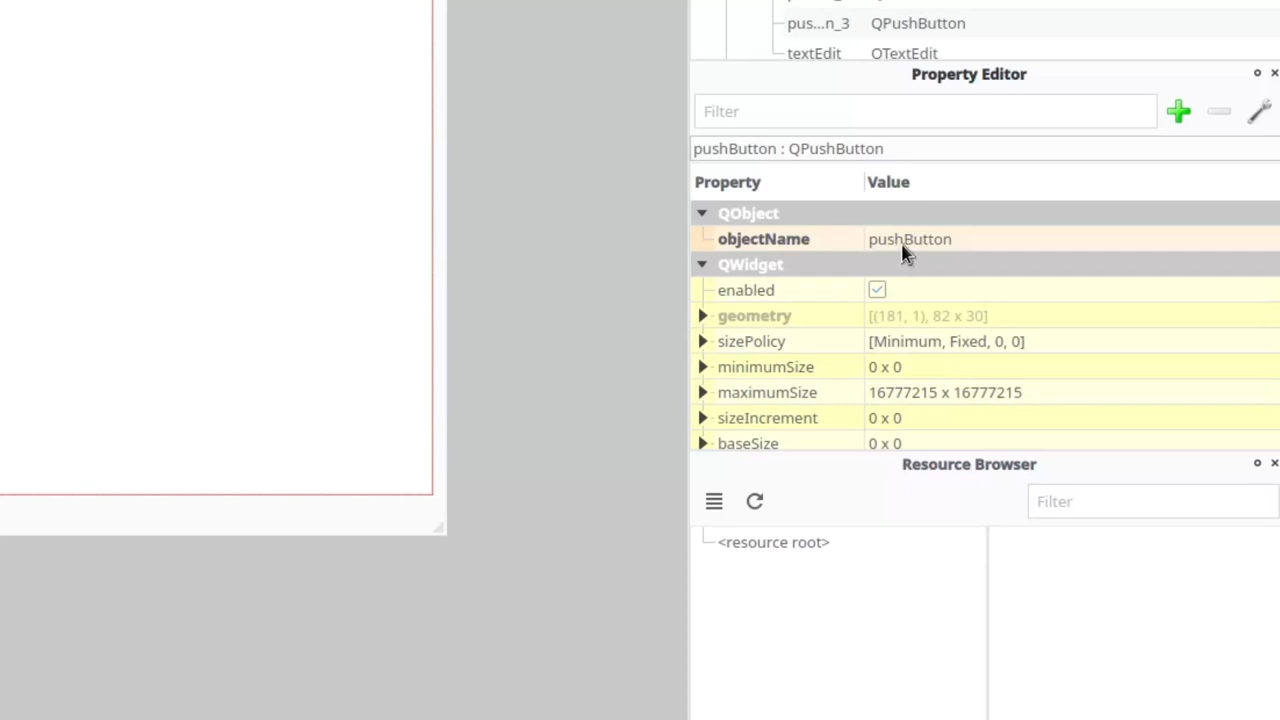 pus...n_3 QPushButton
textEdit QTextEdit
Property Editor
Filter
pushButton : QPushButton
Property Value
QObject
objectName pushButton
QWidget
enabled
geometry [(181, 1), 82 x 30]
sizePolicy [Minimum, Fixed, 0, 0]
minimumSize 0 x 0
maximumSize 16777215 x 16777215
sizeIncrement 0 x 0
baseSize 0 x 0
Resource Browser
Filter
<resource root>